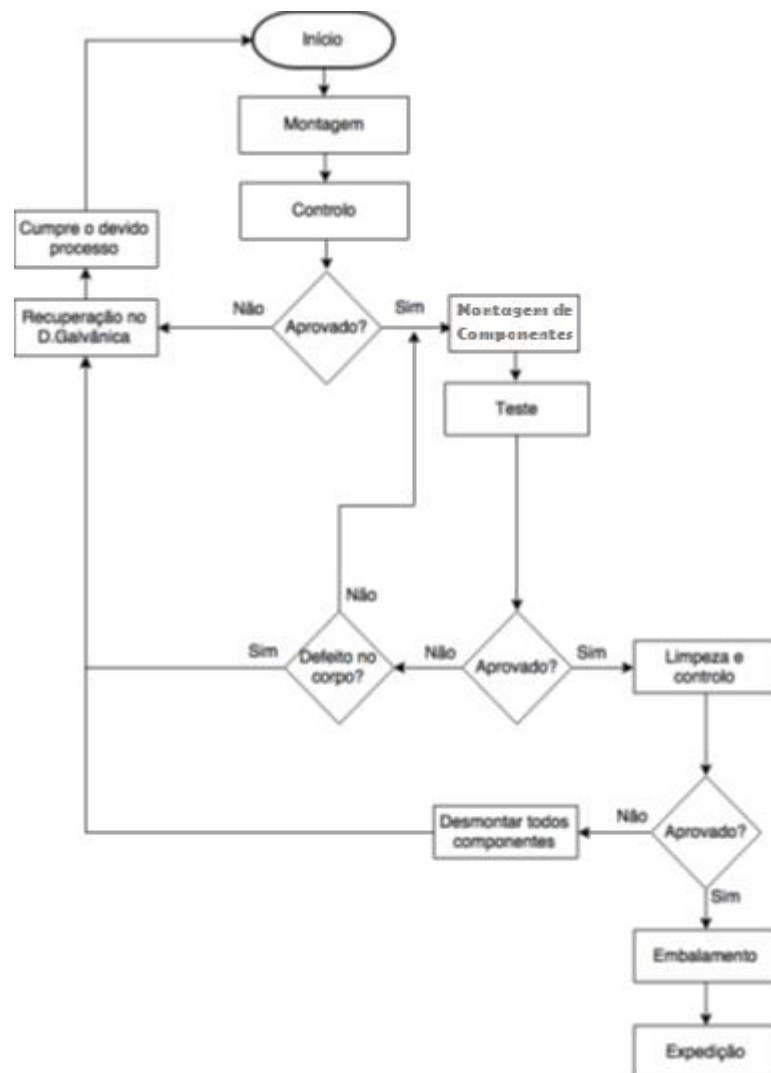 Início
Montagem
Controlo
Cumpre o devido
processo
Não
Sim
Recuperação no
D.Galvânica
Aprovado?
Montagem de
Componentes
Teste
Não
Sim
Defeito no
corpo?
Não
Aprovado?
Sim
Limpeza e
controlo
Desmontar todos
componentes
Não
Aprovado?
Sim
Embalamento
Expedição